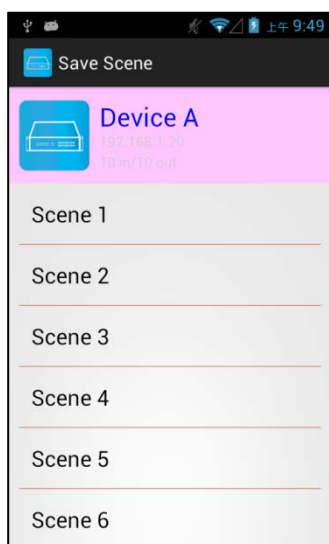 上午 9:49
Save Scene
Device A
192.168.1.20
10 in/10 out
Scene 1
Scene 2
Scene 3
Scene 4
Scene 5
Scene 6